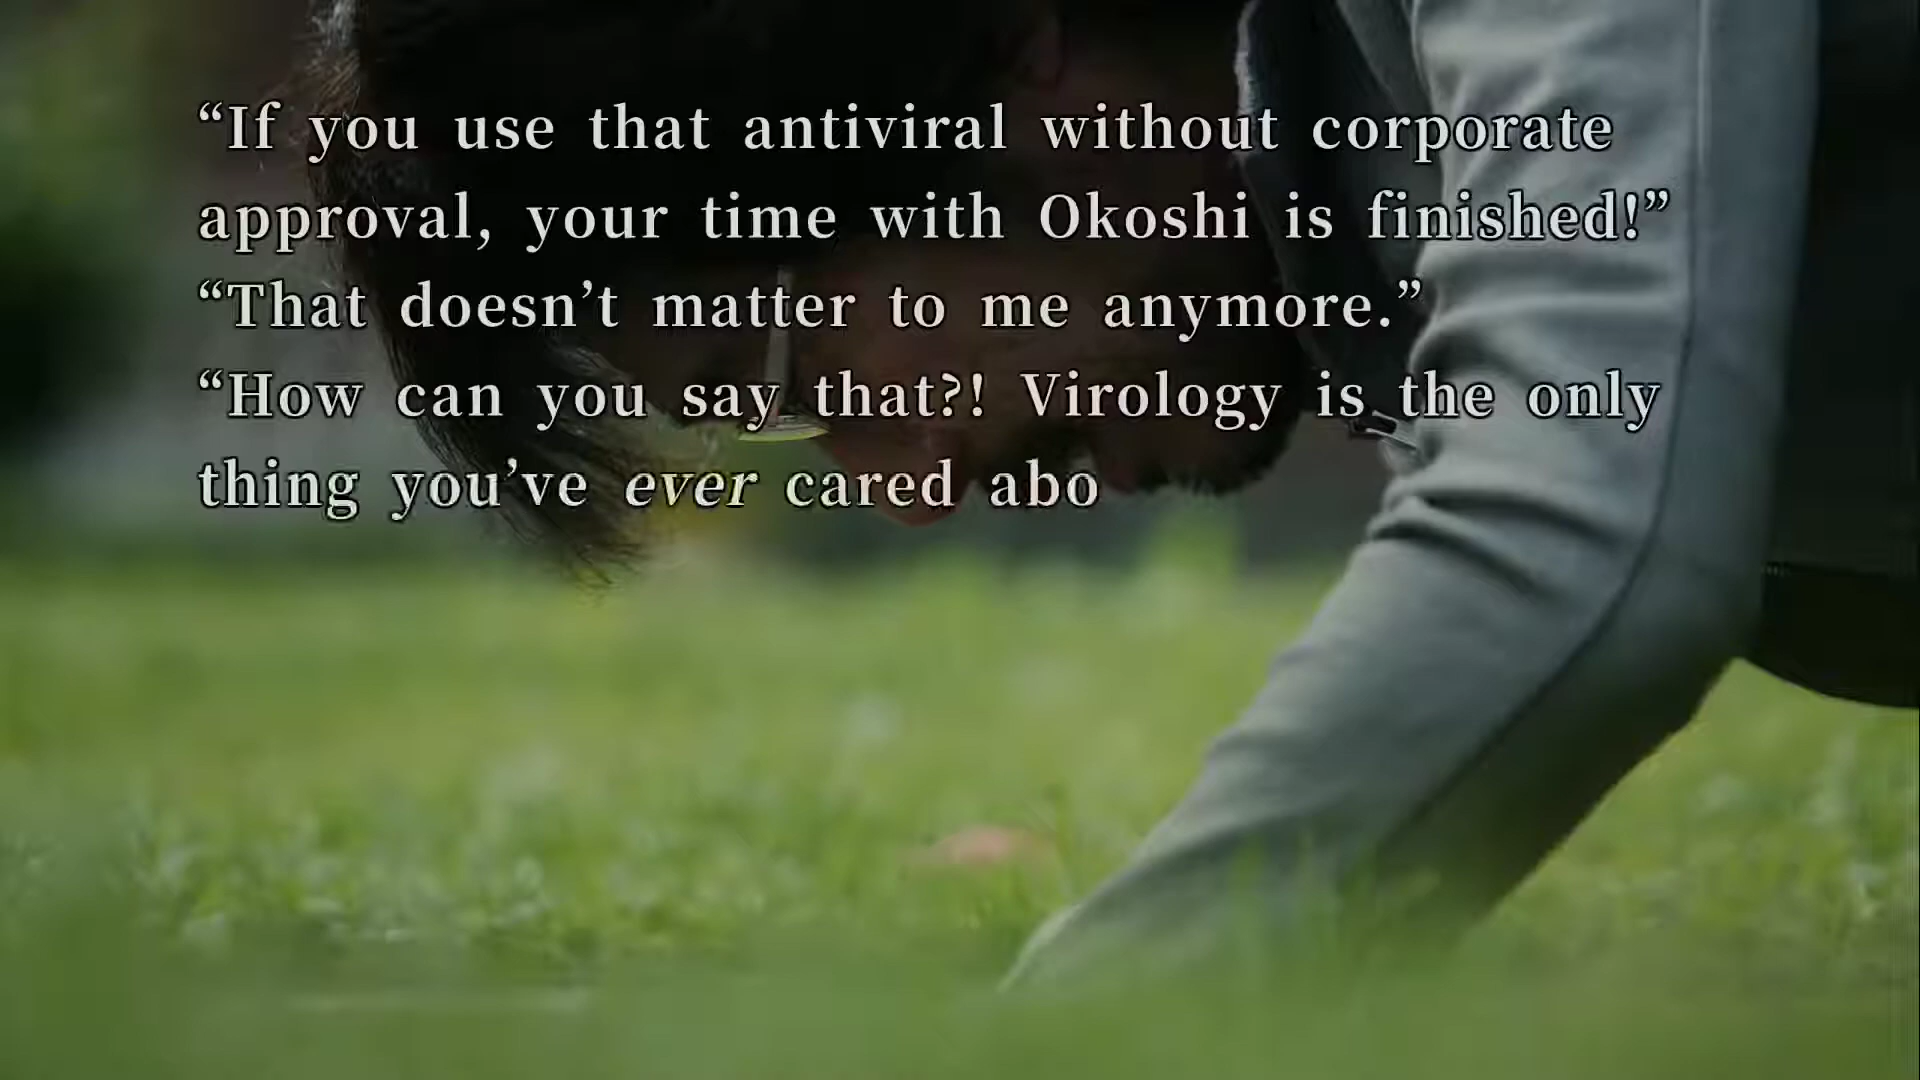 “If you use that antiviral without corporate
approval, your time with Okoshi is finished!”
“That doesn’t matter to me anymore.”
“How can you say that?! Virology is the only
thing you’ve ever cared abo